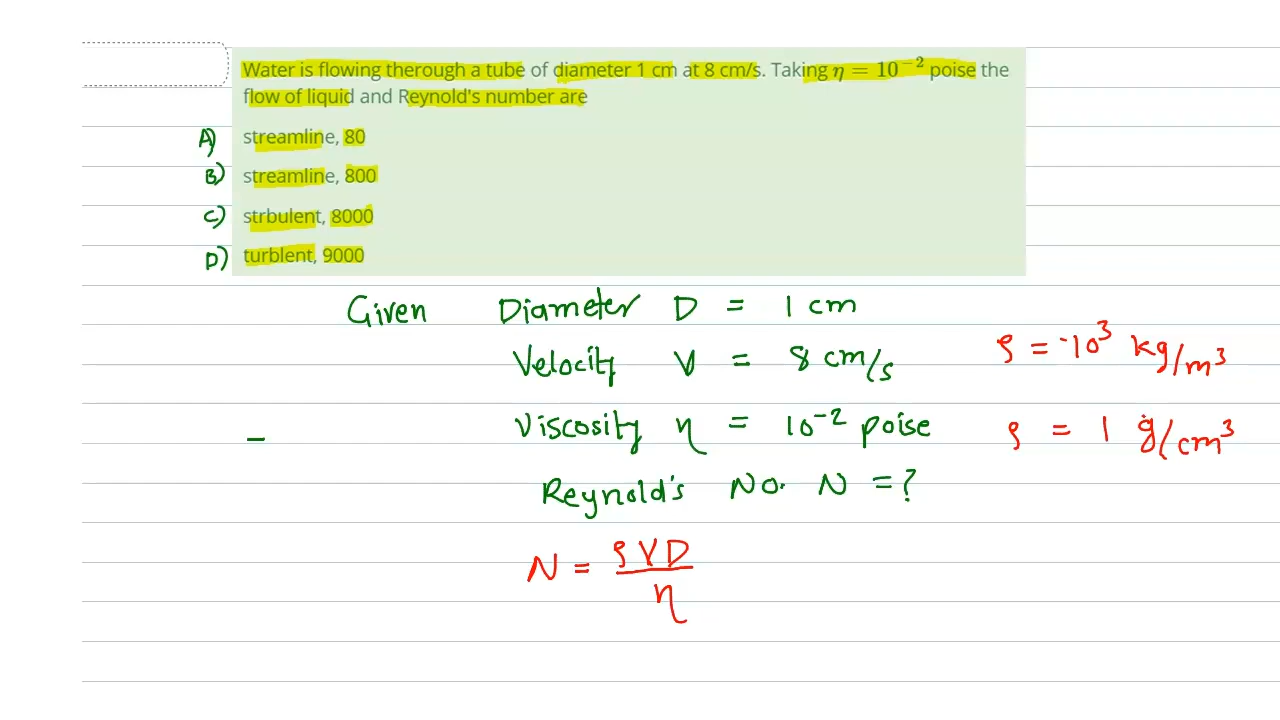 Water is flowing therough a tube of diameter 1 cm at 8 cm/s. Taking η = 10⁻² poise the
flow of liquid and Reynold's number are
A) streamline, 80
B) streamline, 800
C) strbulent, 8000
D) turblent, 9000
Given Diameter D = 1 cm
Velocity V = 8 cm/s
ρ = 10³ kg/m³
Viscosity η = 10⁻² poise
ρ = 1 g/cm³
Reynold's No. N = ?
N = ρVD/η